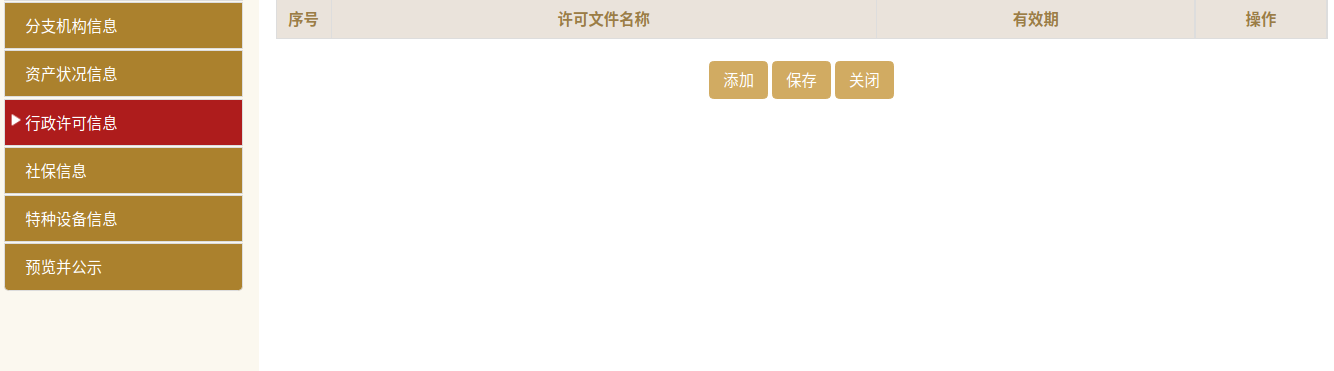 分支机构信息
资产状况信息
行政许可信息
社保信息
特种设备信息
预览并公示
序号 许可文件名称 有效期 操作
添加 保存 关闭